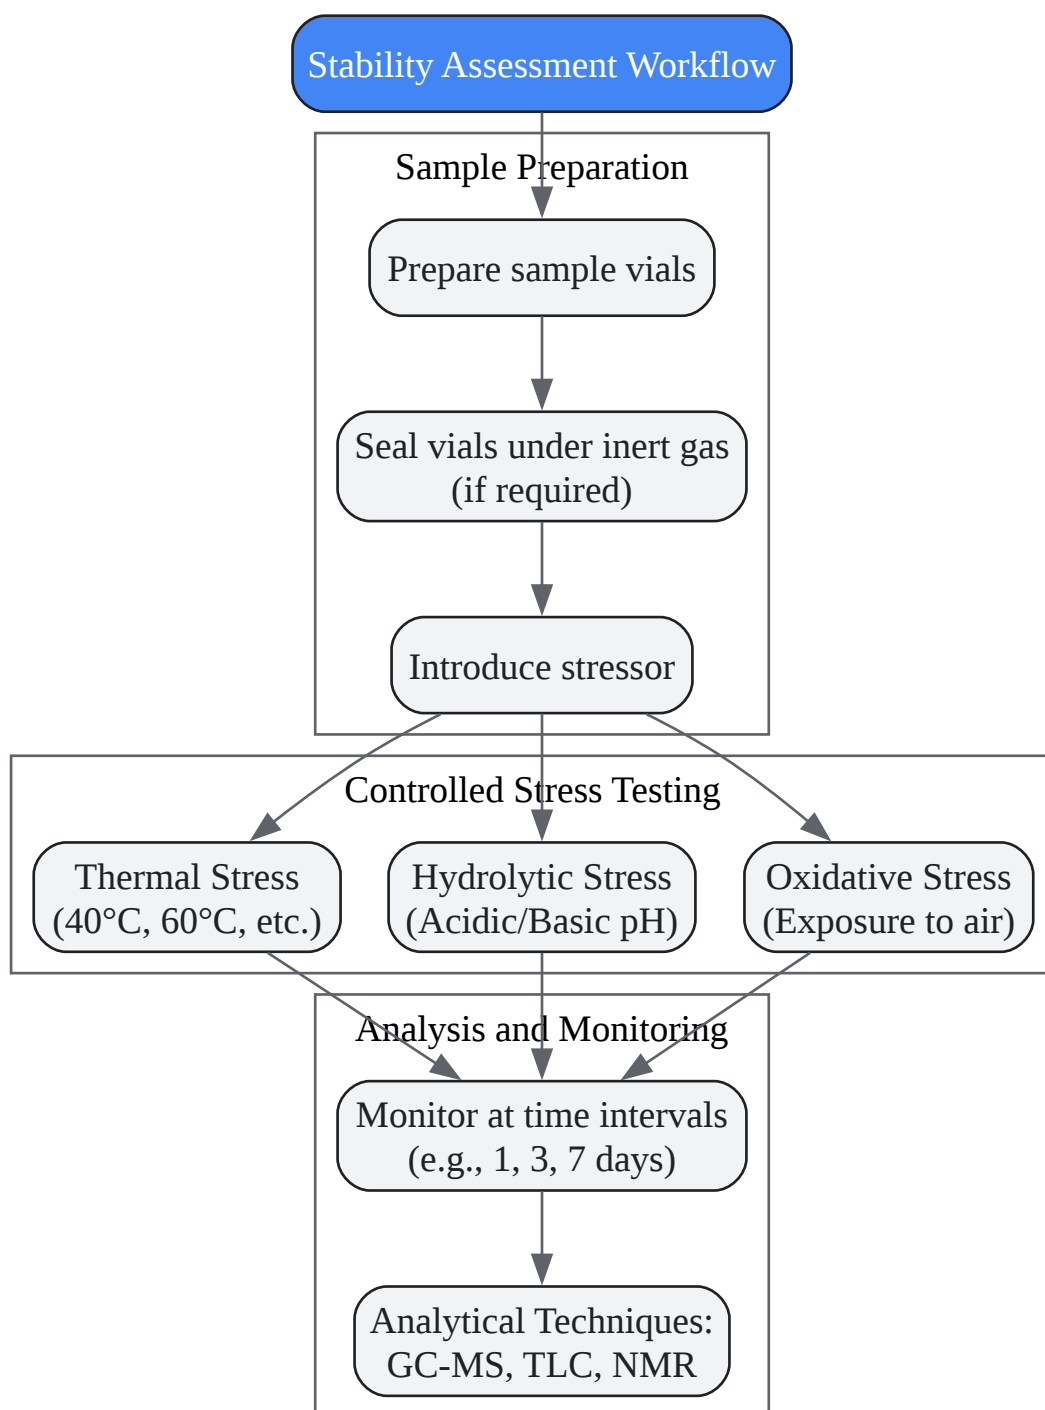 Stability Assessment Workflow
Sample Preparation
Prepare sample vials
Seal vials under inert gas
(if required)
Introduce stressor
Controlled Stress Testing
Thermal Stress
(40°C, 60°C, etc.)
Hydrolytic Stress
(Acidic/Basic pH)
Oxidative Stress
(Exposure to air)
Analysis and Monitoring
Monitor at time intervals
(e.g., 1, 3, 7 days)
Analytical Techniques:
GC-MS, TLC, NMR